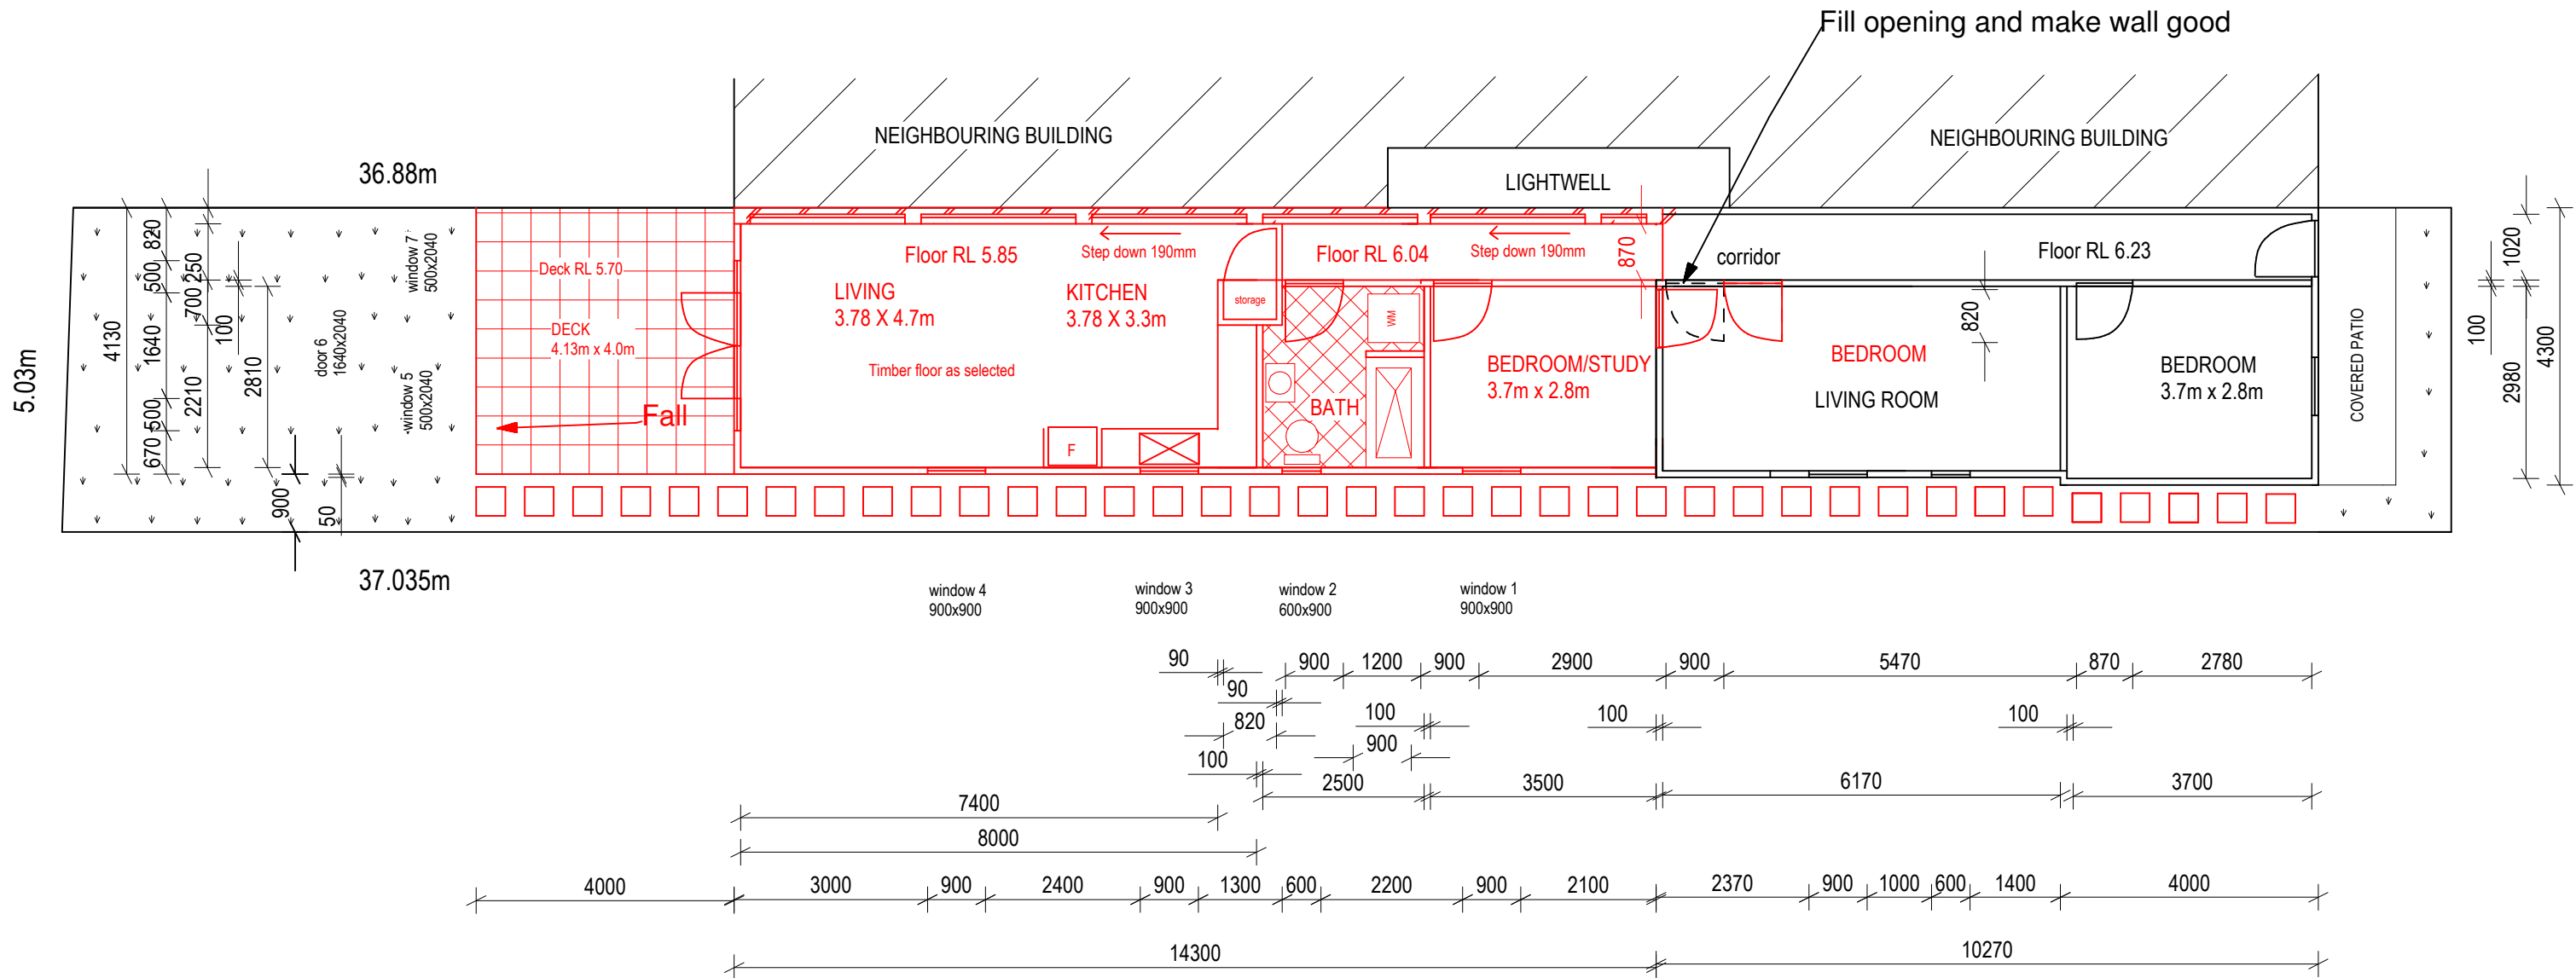 Fill opening and make wall good
NEIGHBOURING BUILDING
NEIGHBOURING BUILDING
36.88m
LIGHTWELL
Floor RL 5.85
Step down 190mm
Floor RL 6.04
Step down 190mm
870
corridor
Floor RL 6.23
Deck RL 5.70
LIVING
3.78 X 4.7m
KITCHEN
3.78 X 3.3m
storage
WM
DECK
4.13m x 4.0m
Timber floor as selected
BEDROOM/STUDY
3.7m x 2.8m
BEDROOM
LIVING ROOM
820
BEDROOM
3.7m x 2.8m
COVERED PATIO
BATH
Fall
F
5.03m
4130
820
500
1640
500
670
250
700
2210
100
2810
900
50
door 6
1640x2040
window 7
500x2040
window 5
500x2040
1020
100
2980
4300
37.035m
window 4
900x900
window 3
900x900
window 2
600x900
window 1
900x900
90
900
1200
900
2900
900
5470
870
2780
90
820
100
100
100
900
100
2500
3500
6170
3700
7400
8000
4000
3000
900
2400
900
1300
600
2200
900
2100
2370
900
1000
600
1400
4000
14300
10270